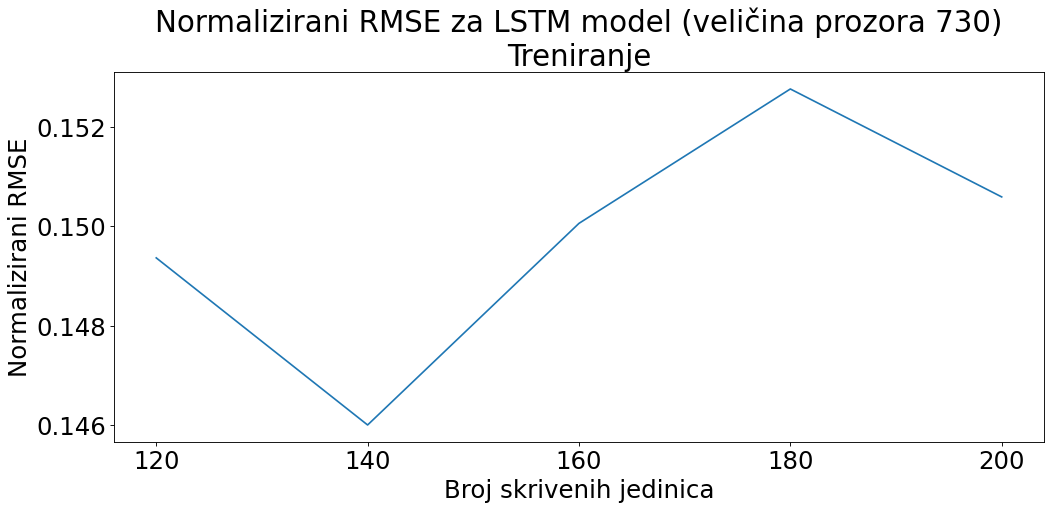 Normalizirani RMSE za LSTM model (veličina prozora 730)
Treniranje
Normalizirani RMSE
0.152
0.150
0.148
0.146
120 140 160 180 200
Broj skrivenih jedinica